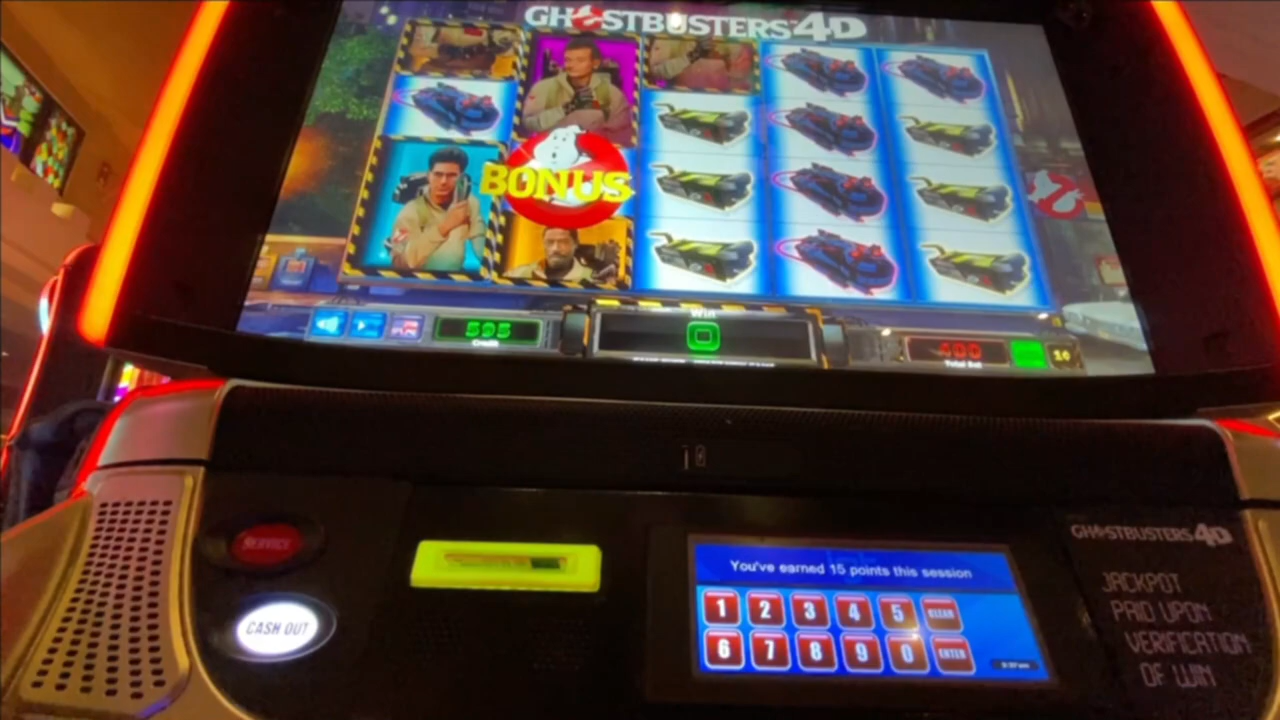 GHOSTBUSTERS 4D
BONUS
595
Credit
Win
0
400
Total Bet
1¢
SERVICE
CASH OUT
You've earned 15 points this session
1 2 3 4 5 CLEAR
6 7 8 9 0 ENTER
GHOSTBUSTERS 4D
JACKPOT
PAID UPON
VERIFICATION
OF WIN